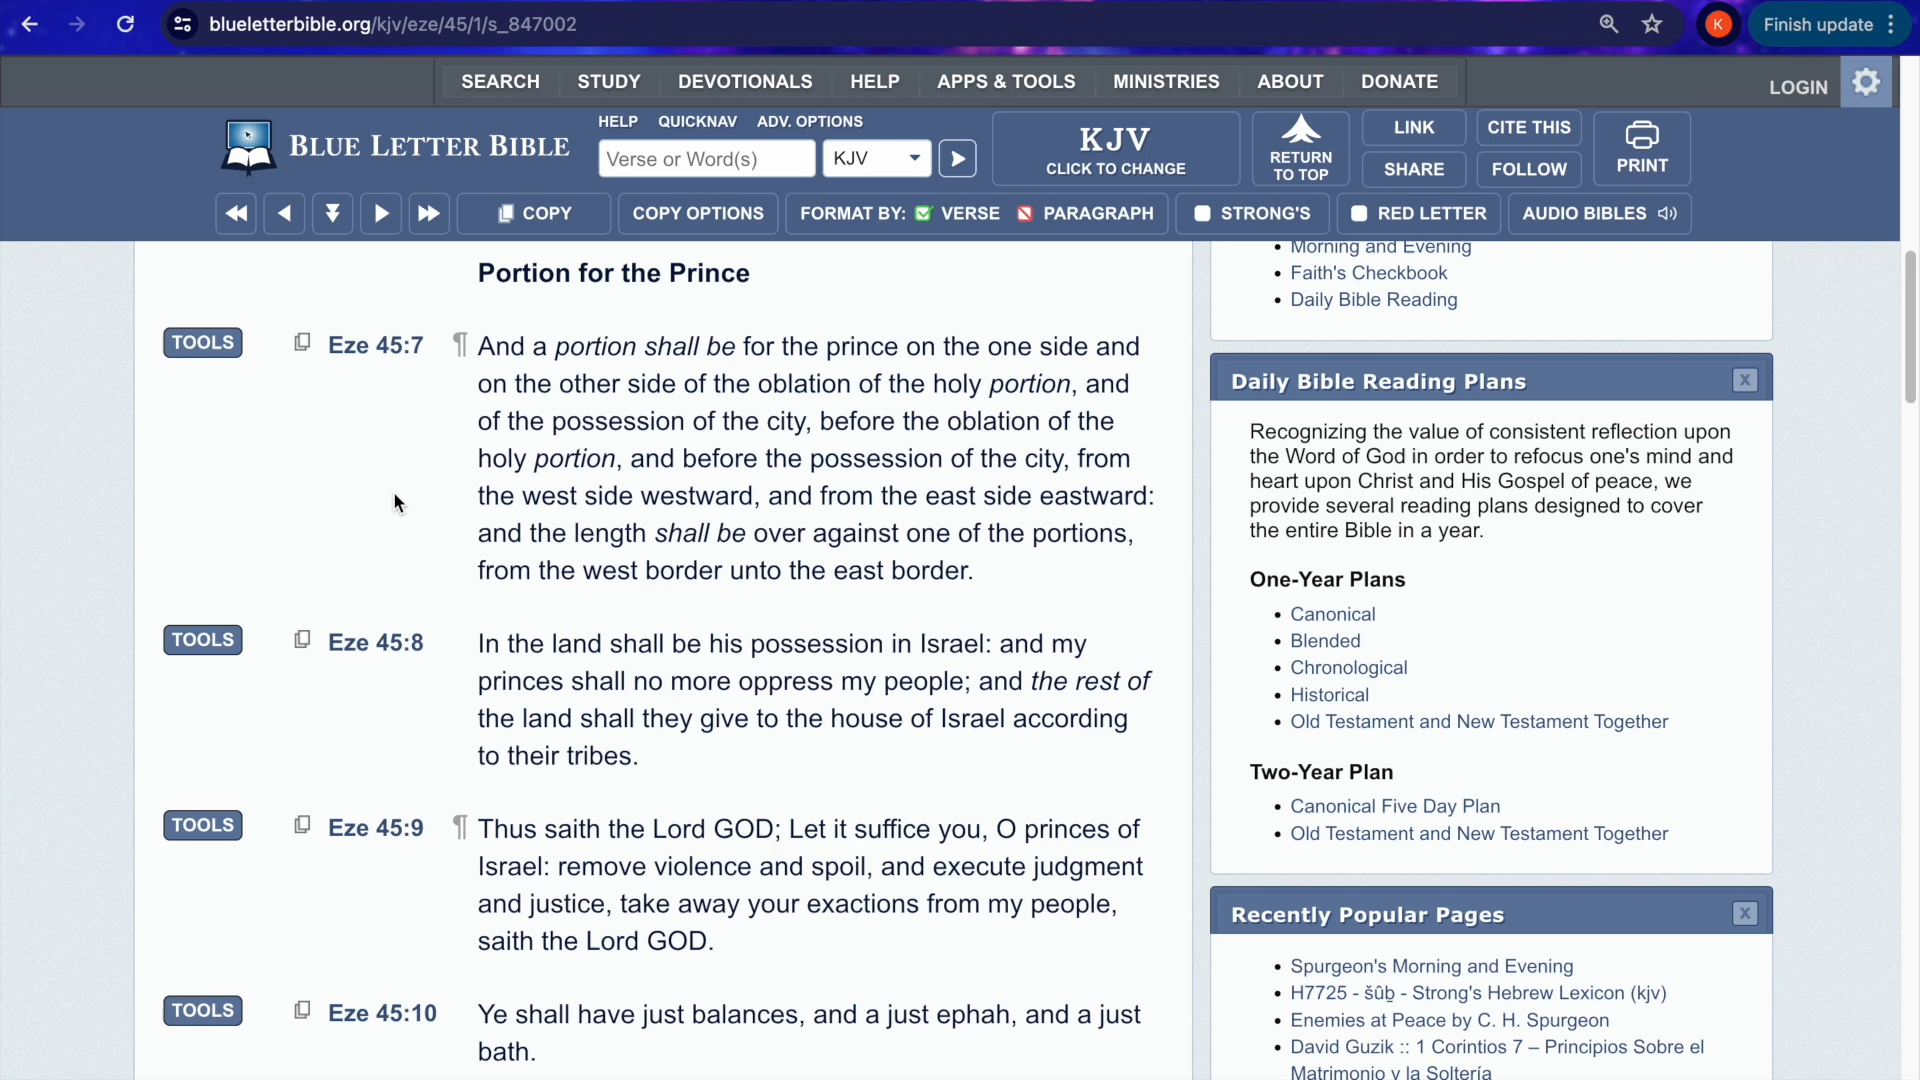 blueletterbible.org/kjv/eze/45/1/s_847002
K
Finish update
SEARCH
STUDY
DEVOTIONALS
HELP
APPS & TOOLS
MINISTRIES
ABOUT
DONATE
LOGIN
BLUE LETTER BIBLE
HELP
QUICKNAV
ADV. OPTIONS
Verse or Word(s)
KJV
KJV
CLICK TO CHANGE
RETURN
TO TOP
LINK
CITE THIS
SHARE
FOLLOW
PRINT
COPY
COPY OPTIONS
FORMAT BY: VERSE PARAGRAPH
STRONG'S
RED LETTER
AUDIO BIBLES
Portion for the Prince
TOOLS
Eze 45:7
¶ And a portion shall be for the prince on the one side and
on the other side of the oblation of the holy portion, and
of the possession of the city, before the oblation of the
holy portion, and before the possession of the city, from
the west side westward, and from the east side eastward:
and the length shall be over against one of the portions,
from the west border unto the east border.
TOOLS
Eze 45:8
In the land shall be his possession in Israel: and my
princes shall no more oppress my people; and the rest of
the land shall they give to the house of Israel according
to their tribes.
TOOLS
Eze 45:9
¶ Thus saith the Lord GOD; Let it suffice you, O princes of
Israel: remove violence and spoil, and execute judgment
and justice, take away your exactions from my people,
saith the Lord GOD.
TOOLS
Eze 45:10
Ye shall have just balances, and a just ephah, and a just
bath.
• Morning and Evening
• Faith's Checkbook
• Daily Bible Reading
Daily Bible Reading Plans
X
Recognizing the value of consistent reflection upon
the Word of God in order to refocus one's mind and
heart upon Christ and His Gospel of peace, we
provide several reading plans designed to cover
the entire Bible in a year.
One-Year Plans
• Canonical
• Blended
• Chronological
• Historical
• Old Testament and New Testament Together
Two-Year Plan
• Canonical Five Day Plan
• Old Testament and New Testament Together
Recently Popular Pages
X
• Spurgeon's Morning and Evening
• H7725 - šûḇ - Strong's Hebrew Lexicon (kjv)
• Enemies at Peace by C. H. Spurgeon
• David Guzik :: 1 Corintios 7 – Principios Sobre el
Matrimonio y la Soltería